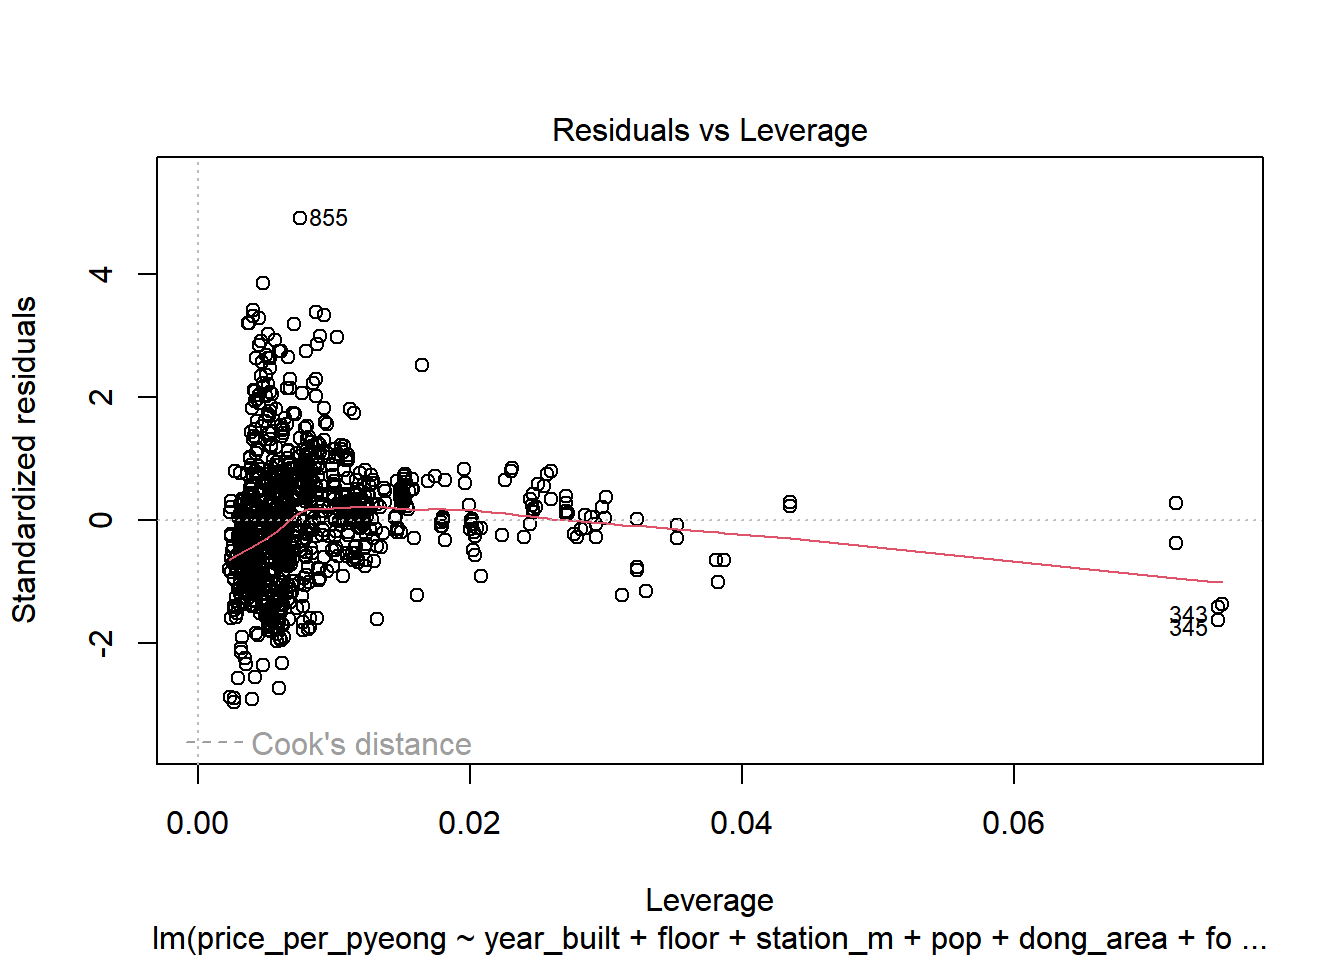 Residuals vs Leverage
855
Standardized residuals
4
2
0
-2
343
345
Cook's distance
0.00 0.02 0.04 0.06
Leverage
lm(price_per_pyeong ~ year_built + floor + station_m + pop + dong_area + fo ...